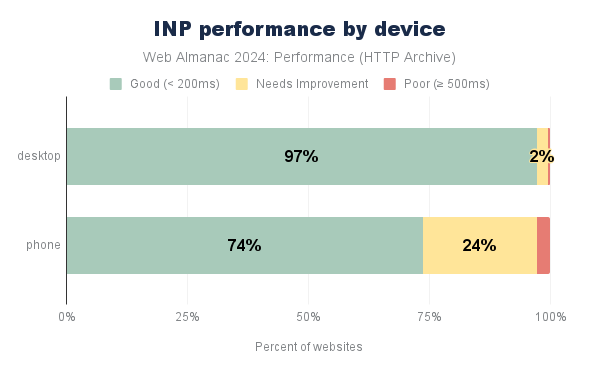 INP performance by device
Web Almanac 2024: Performance (HTTP Archive)
Good (< 200ms) Needs Improvement Poor (≥ 500ms)
desktop 97% 2%
phone 74% 24%
0% 25% 50% 75% 100%
Percent of websites